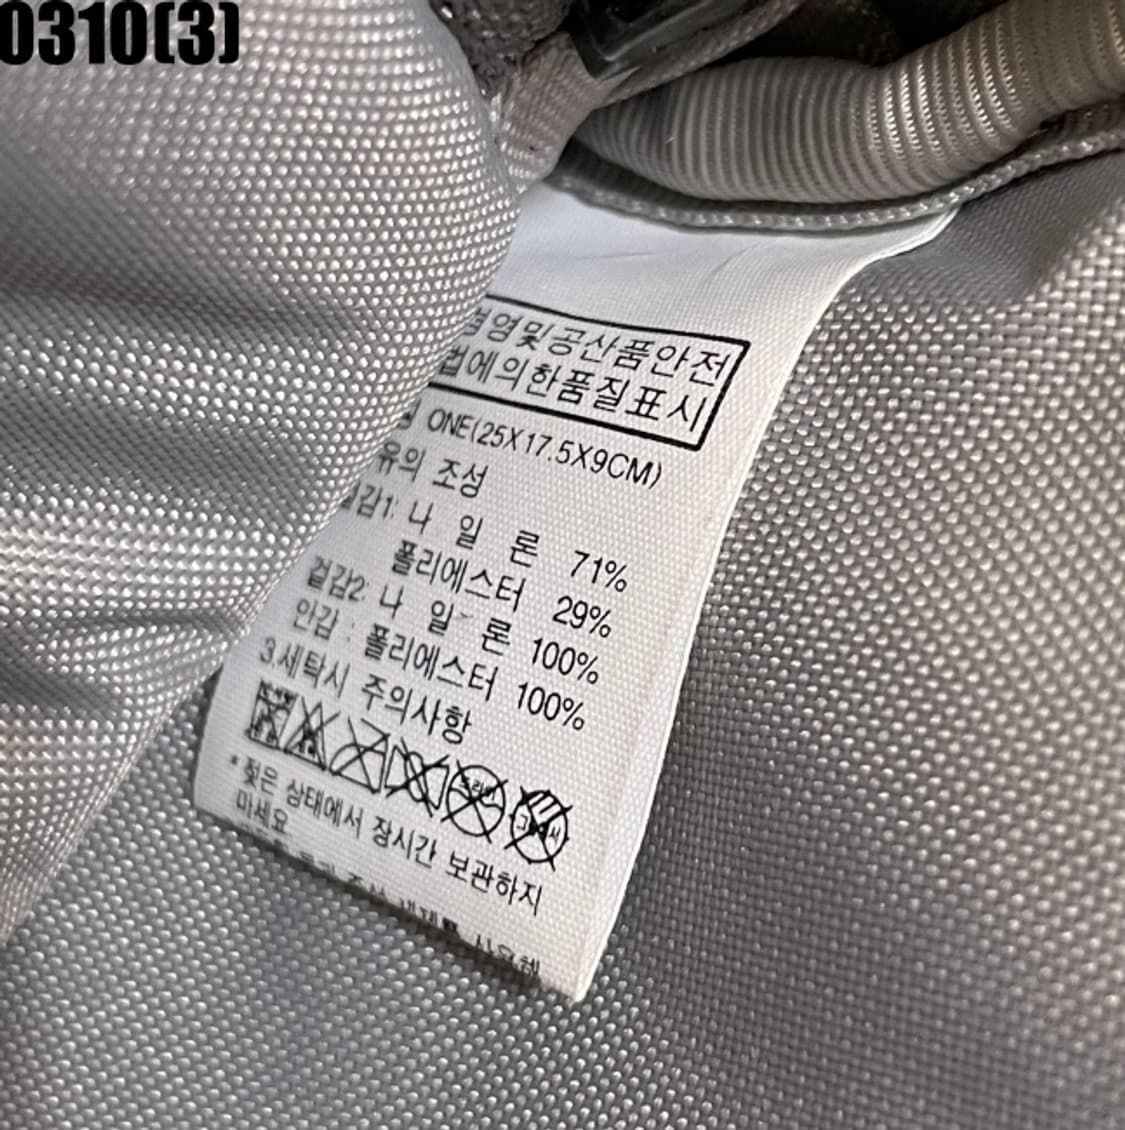 0310(3)
영및공산품안전
법에의한품질표시
ONE(25X17.5X9CM)
유의 조성
겉감1: 나 일 론 71%
폴리에스터 29%
겉감2: 나 일 론 100%
안감 : 폴리에스터 100%
3.세탁시 주의사항
* 젖은 상태에서 장시간 보관하지
마세요